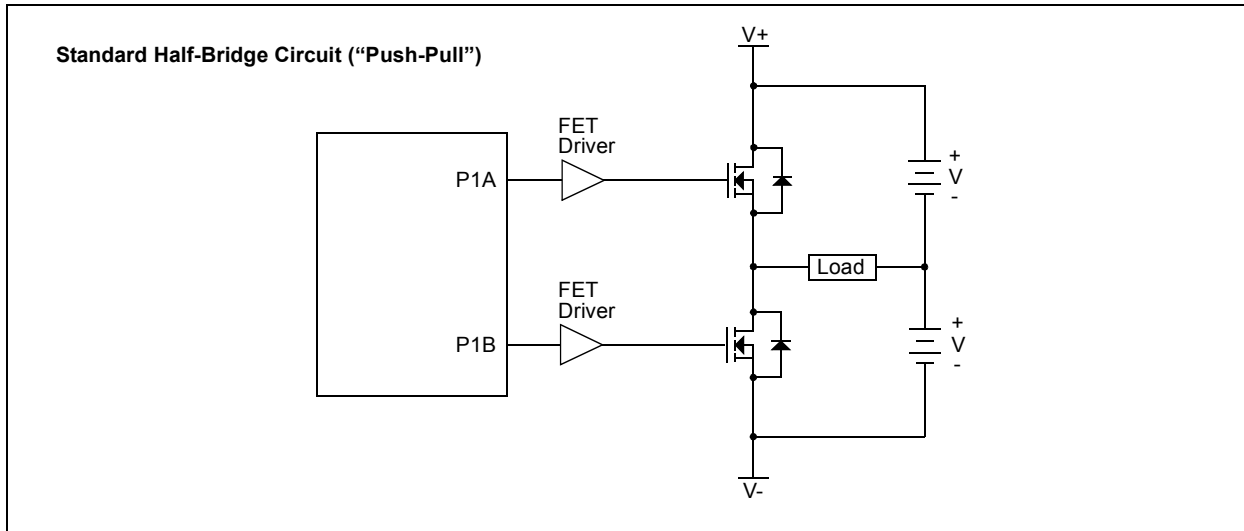 Standard Half-Bridge Circuit (“Push-Pull”)
V+
FET
Driver
P1A
+
V
-
Load
FET
Driver
P1B
+
V
-
V-